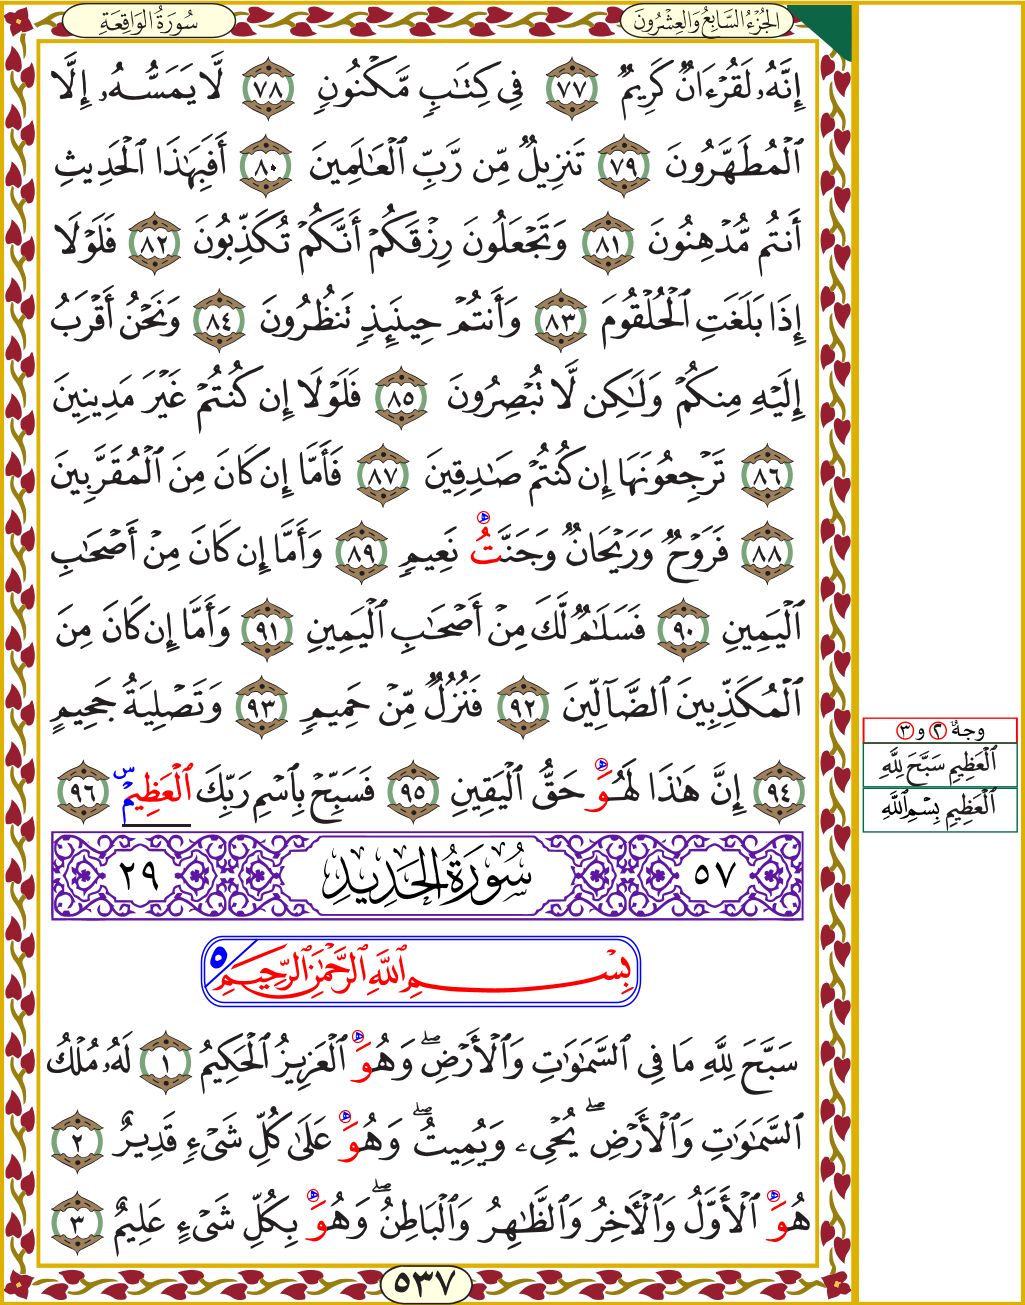 سُورَةُ الوَاقِعَةِ
الجُزْءُ السَّابِعُ وَالعِشْرُونَ
إِنَّهُۥ لَقُرْءَانٌ كَرِيمٌ ٧٧ فِى كِتَٰبٍ مَّكْنُونٍ ٧٨ لَّا يَمَسُّهُۥٓ إِلَّا
ٱلْمُطَهَّرُونَ ٧٩ تَنزِيلٌ مِّن رَّبِّ ٱلْعَٰلَمِينَ ٨٠ أَفَبِهَٰذَا ٱلْحَدِيثِ
أَنتُم مُّدْهِنُونَ ٨١ وَتَجْعَلُونَ رِزْقَكُمْ أَنَّكُمْ تُكَذِّبُونَ ٨٢ فَلَوْلَآ
إِذَا بَلَغَتِ ٱلْحُلْقُومَ ٨٣ وَأَنتُمْ حِينَئِذٍ تَنظُرُونَ ٨٤ وَنَحْنُ أَقْرَبُ
إِلَيْهِ مِنكُمْ وَلَٰكِن لَّا تُبْصِرُونَ ٨٥ فَلَوْلَآ إِن كُنتُمْ غَيْرَ مَدِينِينَ
٨٦ تَرْجِعُونَهَآ إِن كُنتُمْ صَٰدِقِينَ ٨٧ فَأَمَّآ إِن كَانَ مِنَ ٱلْمُقَرَّبِينَ
٨٨ فَرَوْحٌ وَرَيْحَانٌ وَجَنَّتُ نَعِيمٍ ٨٩ وَأَمَّآ إِن كَانَ مِنْ أَصْحَٰبِ
ٱلْيَمِينِ ٩٠ فَسَلَٰمٌ لَّكَ مِنْ أَصْحَٰبِ ٱلْيَمِينِ ٩١ وَأَمَّآ إِن كَانَ مِنَ
ٱلْمُكَذِّبِينَ ٱلضَّآلِّينَ ٩٢ فَنُزُلٌ مِّنْ حَمِيمٍ ٩٣ وَتَصْلِيَةُ جَحِيمٍ
٩٤ إِنَّ هَٰذَا لَهُوَ حَقُّ ٱلْيَقِينِ ٩٥ فَسَبِّحْ بِٱسْمِ رَبِّكَ ٱلْعَظِيمِ ٩٦
٥٧ سُورَةُ الحَدِيدِ ٢٩
بِسْمِ ٱللَّهِ ٱلرَّحْمَٰنِ ٱلرَّحِيمِ ٥
سَبَّحَ لِلَّهِ مَا فِى ٱلسَّمَٰوَٰتِ وَٱلْأَرْضِۖ وَهُوَ ٱلْعَزِيزُ ٱلْحَكِيمُ ١ لَهُۥ مُلْكُ
ٱلسَّمَٰوَٰتِ وَٱلْأَرْضِۖ يُحْىِۦ وَيُمِيتُۖ وَهُوَ عَلَىٰ كُلِّ شَىْءٍ قَدِيرٌ ٢
هُوَ ٱلْأَوَّلُ وَٱلْءَاخِرُ وَٱلظَّٰهِرُ وَٱلْبَاطِنُۖ وَهُوَ بِكُلِّ شَىْءٍ عَلِيمٌ ٣
٥٣٧
وجهٌ ٢ و ٣
ٱلْعَظِيمِ سَبَّحَ لِلَّهِ
ٱلْعَظِيمِ بِسْمِ ٱللَّهِ